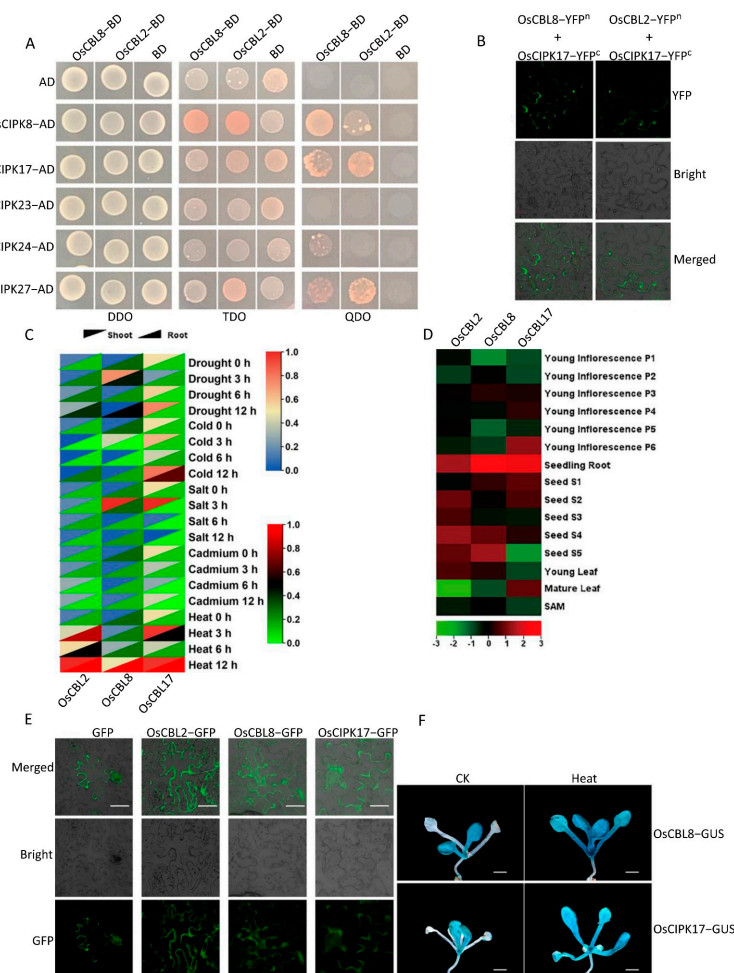 A
OsCBL8−BD
OsCBL2−BD
BD
OsCBL8−BD
OsCBL2−BD
BD
OsCBL8−BD
OsCBL2−BD
BD
AD
sCIPK8−AD
CIPK17−AD
CIPK23−AD
CIPK24−AD
CIPK27−AD
DDO
TDO
QDO
B
OsCBL8−YFPⁿ
+
OsCIPK17−YFPᶜ
OsCBL2−YFPⁿ
+
OsCIPK17−YFPᶜ
YFP
Bright
Merged
C
Shoot
Root
Drought 0 h
Drought 3 h
Drought 6 h
Drought 12 h
Cold 0 h
Cold 3 h
Cold 6 h
Cold 12 h
Salt 0 h
Salt 3 h
Salt 6 h
Salt 12 h
Cadmium 0 h
Cadmium 3 h
Cadmium 6 h
Cadmium 12 h
Heat 0 h
Heat 3 h
Heat 6 h
Heat 12 h
OsCBL2
OsCBL8
OsCBL17
1.0
0.8
0.6
0.4
0.2
0.0
1.0
0.8
0.6
0.4
0.2
0.0
D
OsCBL2
OsCBL8
OsCBL17
Young Inflorescence P1
Young Inflorescence P2
Young Inflorescence P3
Young Inflorescence P4
Young Inflorescence P5
Young Inflorescence P6
Seedling Root
Seed S1
Seed S2
Seed S3
Seed S4
Seed S5
Young Leaf
Mature Leaf
SAM
-3 -2 -1 0 1 2 3
E
GFP
OsCBL2−GFP
OsCBL8−GFP
OsCIPK17−GFP
Merged
Bright
GFP
F
CK
Heat
OsCBL8−GUS
OsCIPK17−GUS